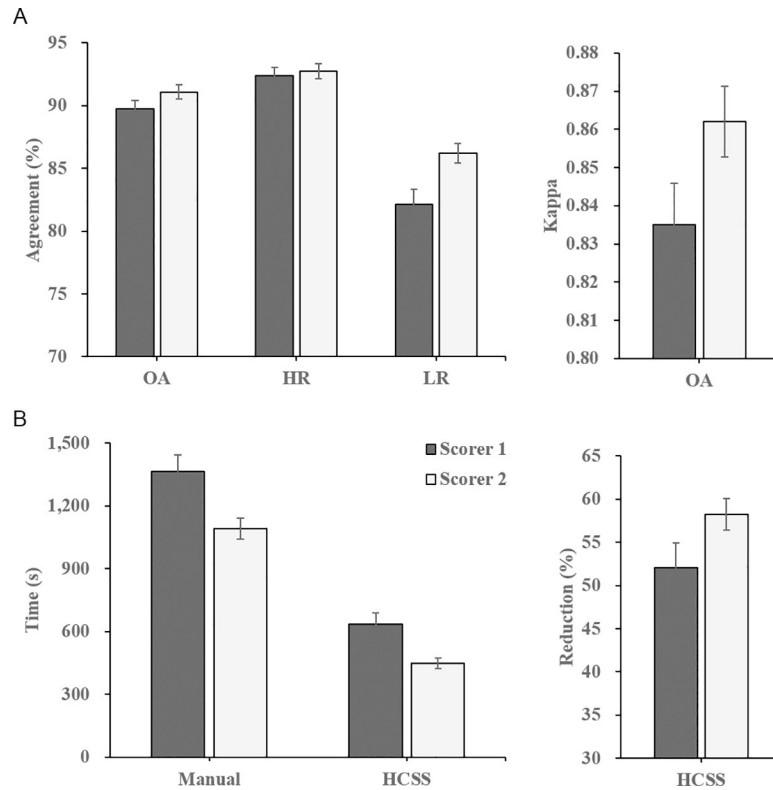 A
95
90
85
80
75
70
Agreement (%)
OA HR LR
0.88
0.87
0.86
0.85
0.84
0.83
0.82
0.81
0.80
Kappa
OA
B
1,500
1,200
900
600
300
0
Time (s)
Manual HCSS
Scorer 1
Scorer 2
65
60
55
50
45
40
35
30
Reduction (%)
HCSS